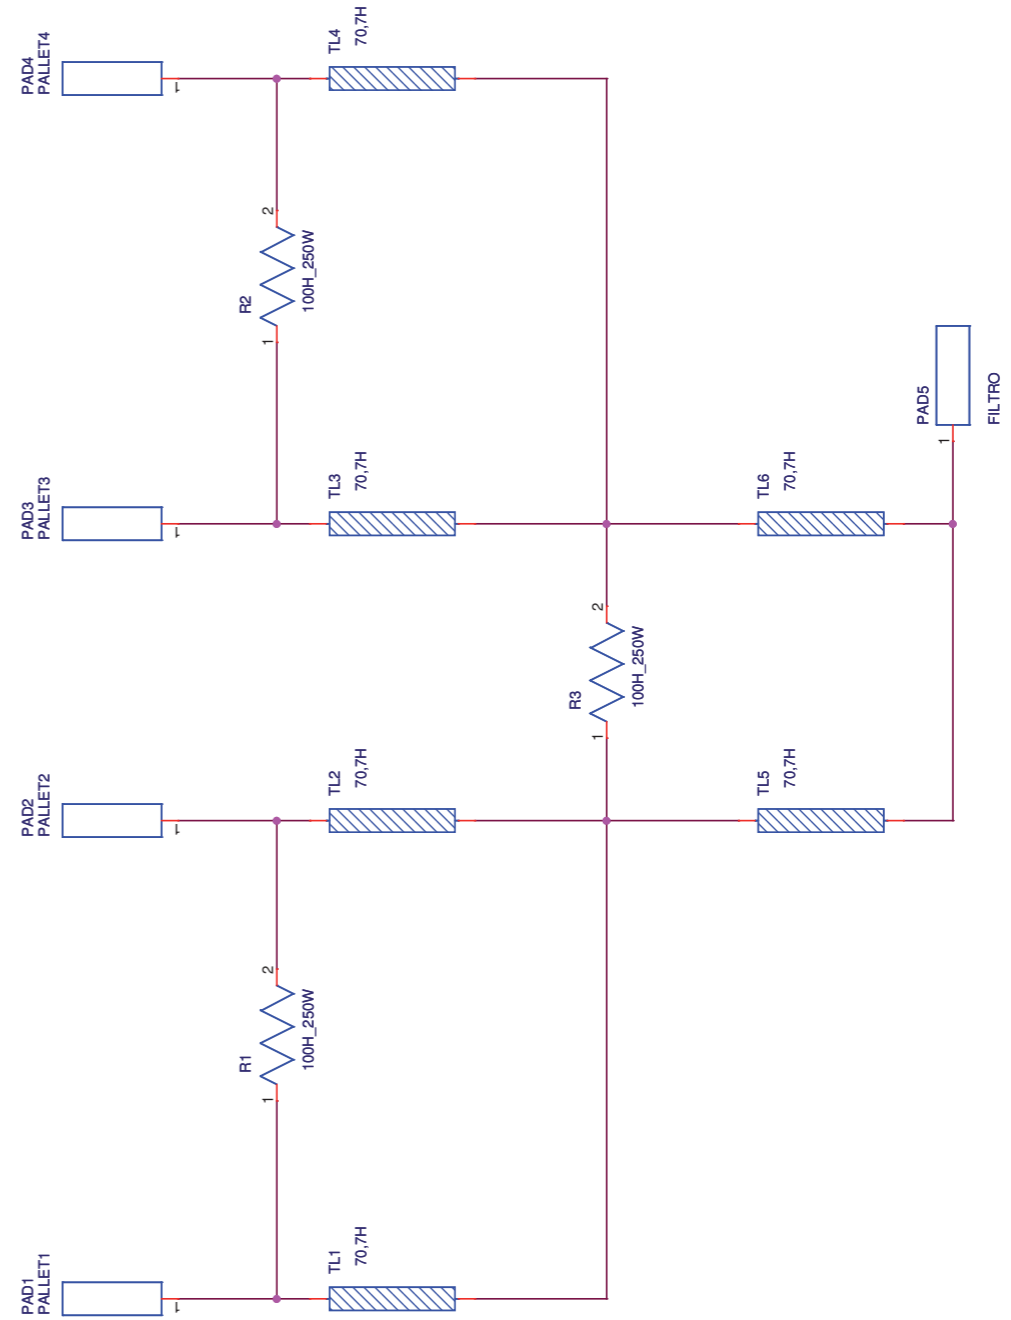 PAD4
PALLET4
1
TL4
70,7H
2
R2
100H_250W
1
PAD3
PALLET3
1
TL3
70,7H
TL6
70,7H
PAD5
1
FILTRO
2
R3
100H_250W
1
PAD2
PALLET2
1
TL2
70,7H
TL5
70,7H
2
R1
100H_250W
1
PAD1
PALLET1
1
TL1
70,7H